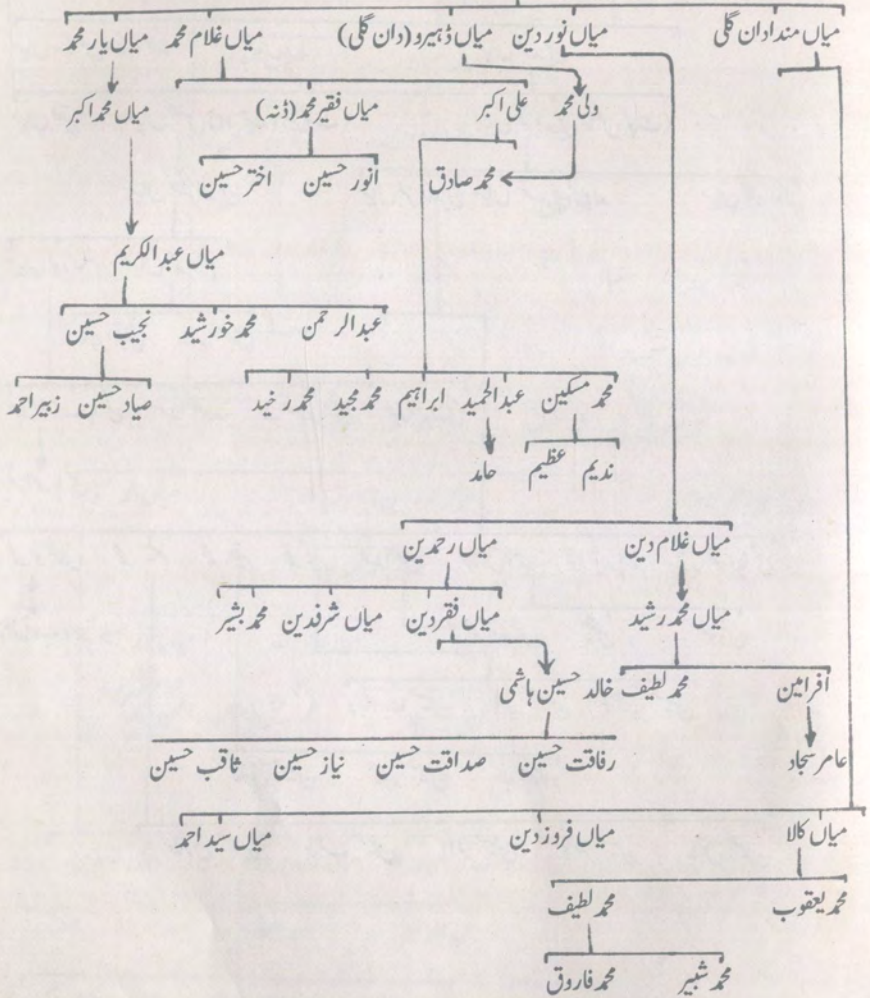 میاں منداران گلی میاں نور دین میاں ڈہیرو (دان گلی) میاں غلام محمد میاں یار محمد
ولی محمد علی اکبر میاں فقیر محمد (ڈنہ) میاں محمد اکبر
محمد صادق انور حسین اختر حسین
میاں عبدالکریم
عبدالرحمن محمد خورشید نجیب حسین
محمد مسکین عبدالحمید ابراہیم محمد مجید محمد رخید صیاد حسین زبیر احمد
ندیم عظیم حامد
میاں غلام دین میاں رحمدین
میاں محمد رشید میاں فقردین میاں شرفدین محمد بشیر
افرامین محمد لطیف خالد حسین ہاشمی
عامر سجاد رفاقت حسین صداقت حسین نیاز حسین ثاقب حسین
میاں کالا میاں فروزدین میاں سید احمد
محمد یعقوب محمد لطیف
محمد شبیر محمد فاروق